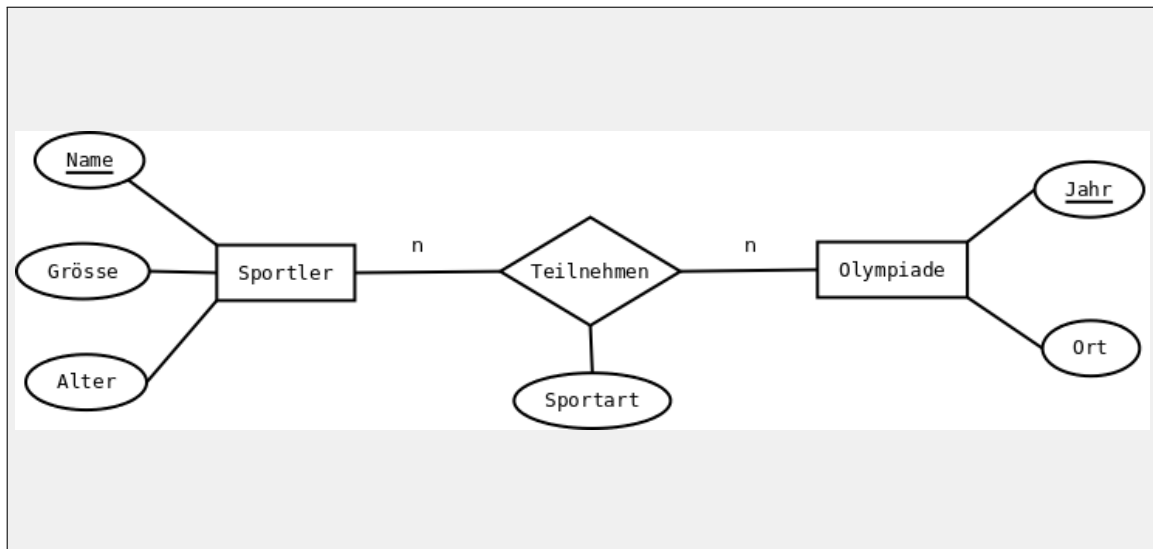 Name
Grösse
Alter
Sportler
n
Teilnehmen
Sportart
n
Olympiade
Jahr
Ort